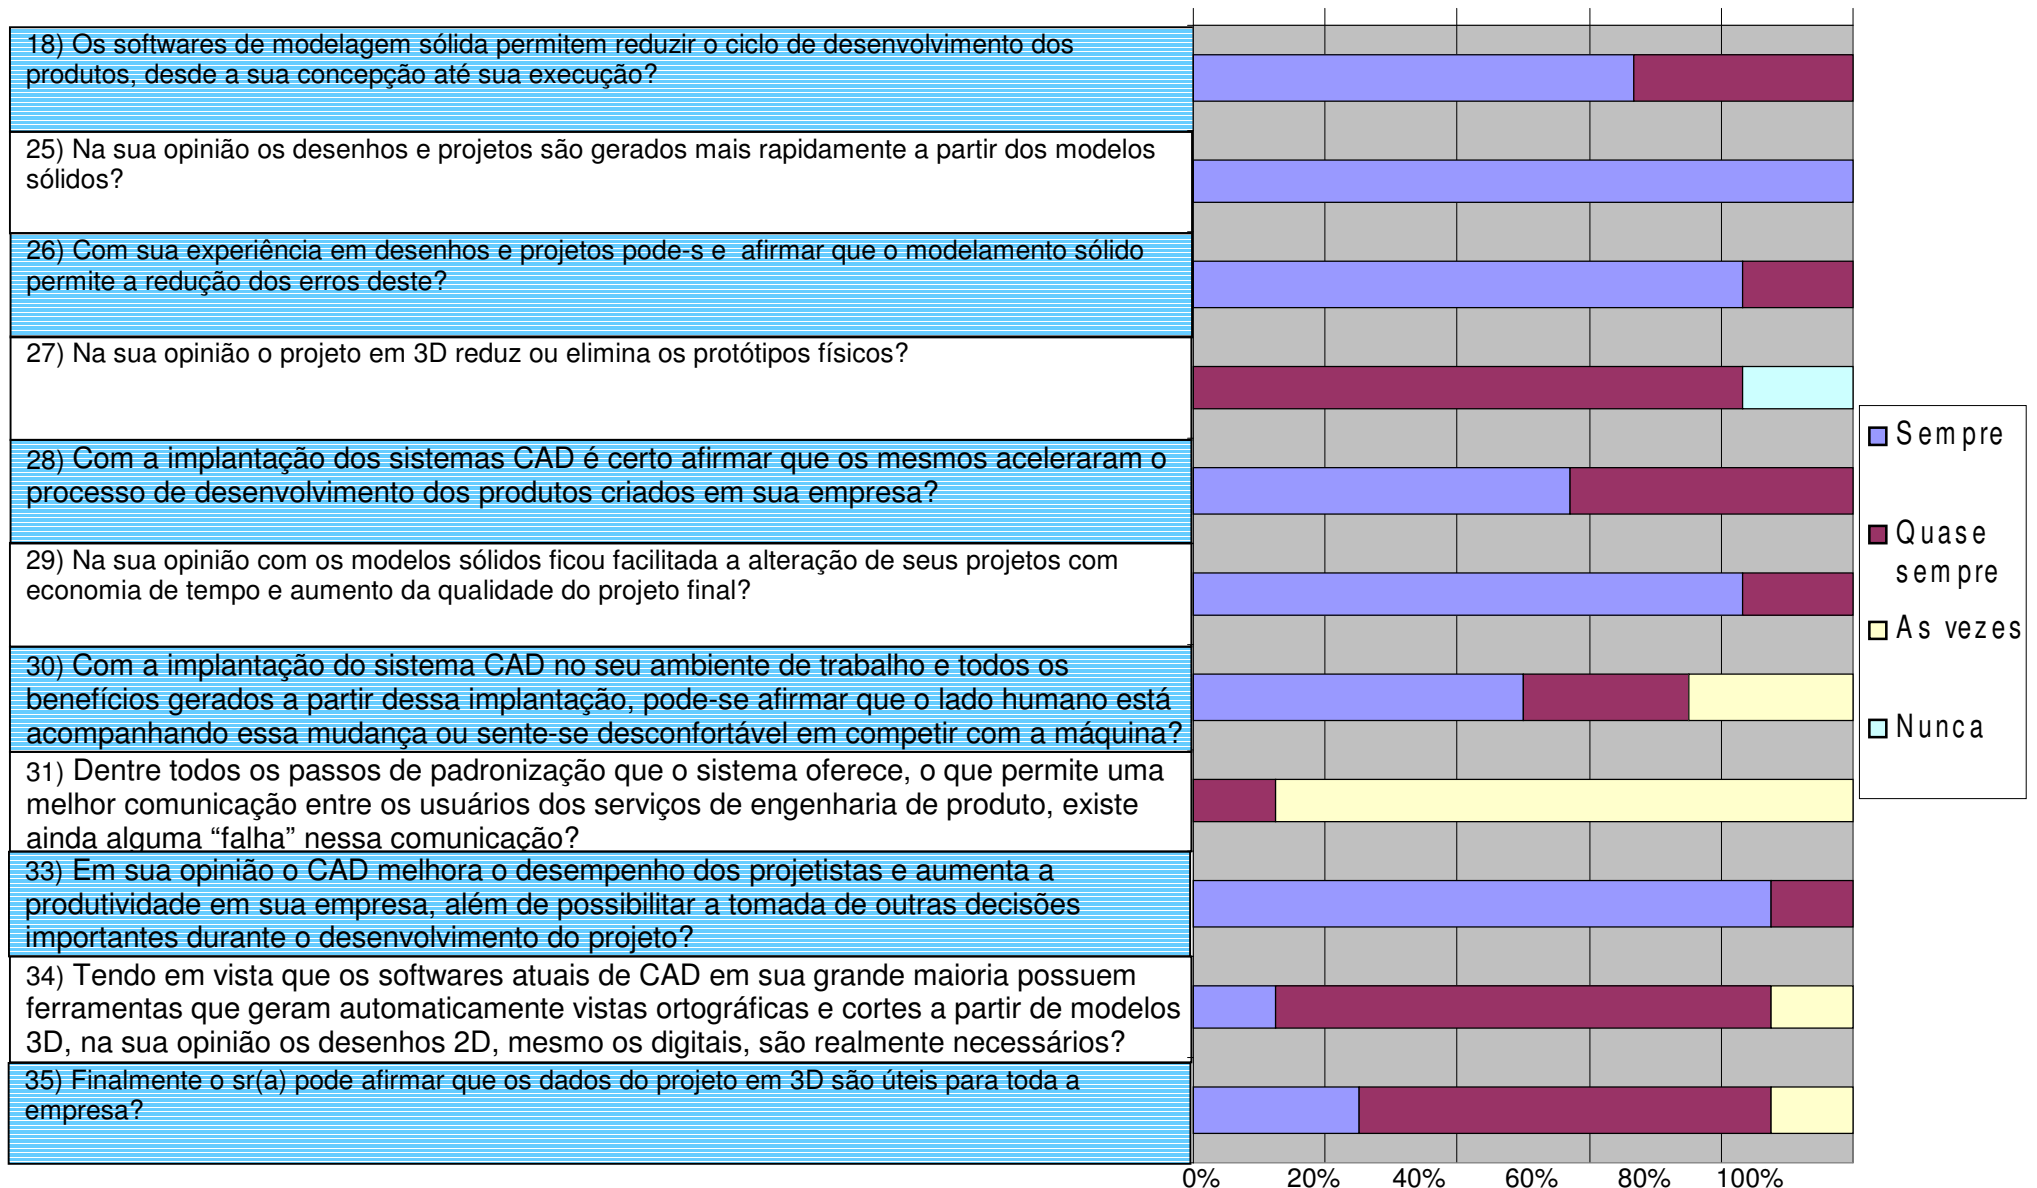 18) Os softwares de modelagem sólida permitem reduzir o ciclo de desenvolvimento dos
produtos, desde a sua concepção até sua execução?
25) Na sua opinião os desenhos e projetos são gerados mais rapidamente a partir dos modelos
sólidos?
26) Com sua experiência em desenhos e projetos pode-s e  afirmar que o modelamento sólido
permite a redução dos erros deste?
27) Na sua opinião o projeto em 3D reduz ou elimina os protótipos físicos?
28) Com a implantação dos sistemas CAD é certo afirmar que os mesmos aceleraram o
processo de desenvolvimento dos produtos criados em sua empresa?
29) Na sua opinião com os modelos sólidos ficou facilitada a alteração de seus projetos com
economia de tempo e aumento da qualidade do projeto final?
30) Com a implantação do sistema CAD no seu ambiente de trabalho e todos os
benefícios gerados a partir dessa implantação, pode-se afirmar que o lado humano está
acompanhando essa mudança ou sente-se desconfortável em competir com a máquina?
31) Dentre todos os passos de padronização que o sistema oferece, o que permite uma
melhor comunicação entre os usuários dos serviços de engenharia de produto, existe
ainda alguma “falha” nessa comunicação?
33) Em sua opinião o CAD melhora o desempenho dos projetistas e aumenta a
produtividade em sua empresa, além de possibilitar a tomada de outras decisões
importantes durante o desenvolvimento do projeto?
34) Tendo em vista que os softwares atuais de CAD em sua grande maioria possuem
ferramentas que geram automaticamente vistas ortográficas e cortes a partir de modelos
3D, na sua opinião os desenhos 2D, mesmo os digitais, são realmente necessários?
35) Finalmente o sr(a) pode afirmar que os dados do projeto em 3D são úteis para toda a
empresa?
0% 20% 40% 60% 80% 100%
Sempre
Quase
sempre
As vezes
Nunca